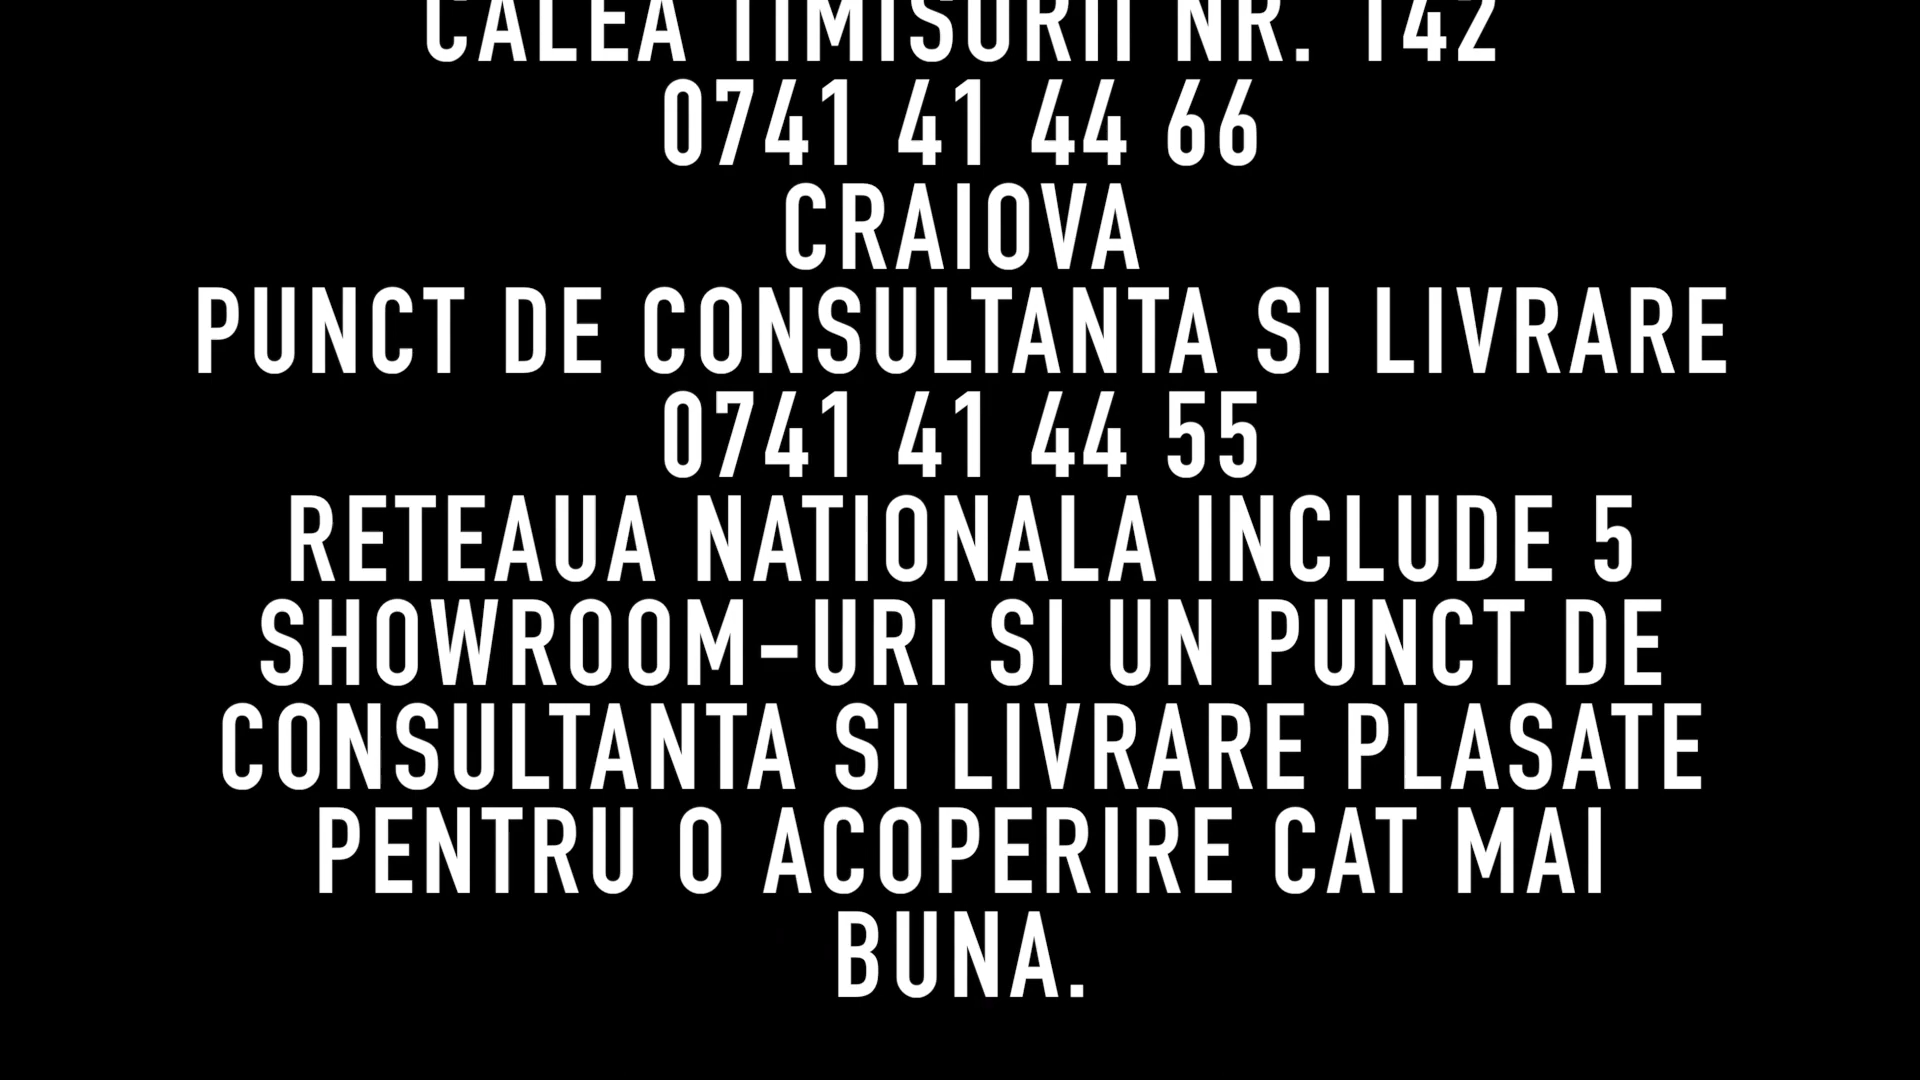 CALEA TIMISORII NR. 142
0741 41 44 66
CRAIOVA
PUNCT DE CONSULTANTA SI LIVRARE
0741 41 44 55
RETEAUA NATIONALA INCLUDE 5
SHOWROOM-URI SI UN PUNCT DE
CONSULTANTA SI LIVRARE PLASATE
PENTRU O ACOPERIRE CAT MAI
BUNA.